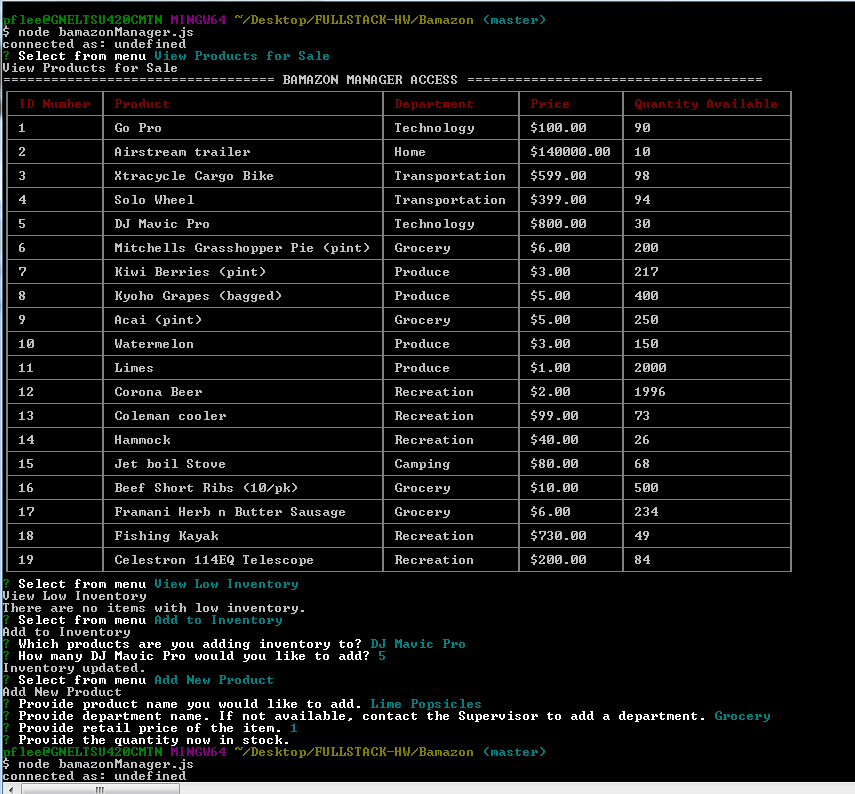 pflee@GNELTSU420CMTN MINGW64 ~/Desktop/FULLSTACK-HW/Bamazon (master)
$ node bamazonManager.js
connected as: undefined
? Select from menu View Products for Sale
View Products for Sale
================================== BAMAZON MANAGER ACCESS =====================================
ID Number Product Department Price Quantity Available
1 Go Pro Technology $100.00 90
2 Airstream trailer Home $140000.00 10
3 Xtracycle Cargo Bike Transportation $599.00 98
4 Solo Wheel Transportation $399.00 94
5 DJ Mavic Pro Technology $800.00 30
6 Mitchells Grasshopper Pie (pint) Grocery $6.00 200
7 Kiwi Berries (pint) Produce $3.00 217
8 Kyoho Grapes (bagged) Produce $5.00 400
9 Acai (pint) Grocery $5.00 250
10 Watermelon Produce $3.00 150
11 Limes Produce $1.00 2000
12 Corona Beer Recreation $2.00 1996
13 Coleman cooler Recreation $99.00 73
14 Hammock Recreation $40.00 26
15 Jet boil Stove Camping $80.00 68
16 Beef Short Ribs (10/pk) Grocery $10.00 500
17 Framani Herb n Butter Sausage Grocery $6.00 234
18 Fishing Kayak Recreation $730.00 49
19 Celestron 114EQ Telescope Recreation $200.00 84
? Select from menu View Low Inventory
View Low Inventory
There are no items with low inventory.
? Select from menu Add to Inventory
Add to Inventory
? Which products are you adding inventory to? DJ Mavic Pro
? How many DJ Mavic Pro would you like to add? 5
Inventory updated.
? Select from menu Add New Product
Add New Product
? Provide product name you would like to add. Lime Popsicles
? Provide department name. If not available, contact the Supervisor to add a department. Grocery
? Provide retail price of the item. 1
? Provide the quantity now in stock.
pflee@GNELTSU420CMTN MINGW64 ~/Desktop/FULLSTACK-HW/Bamazon (master)
$ node bamazonManager.js
connected as: undefined